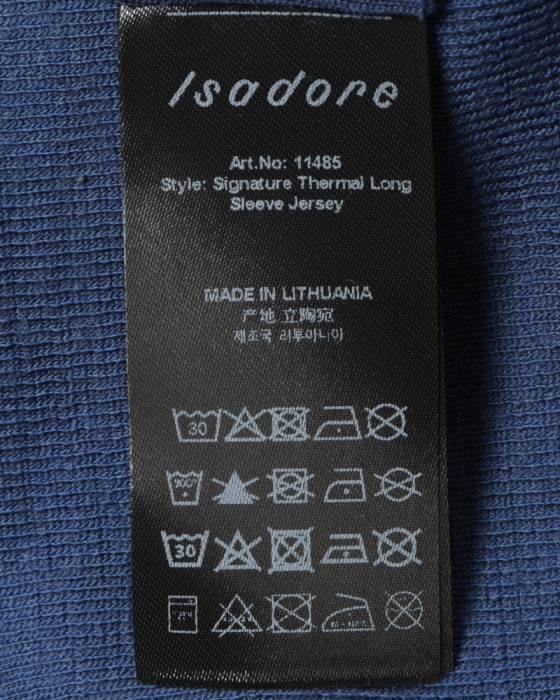 Isadore
Art.No: 11485
Style: Signature Thermal Long
Sleeve Jersey
MADE IN LITHUANIA
产地 立陶宛
제조국 리투아니아
30
30